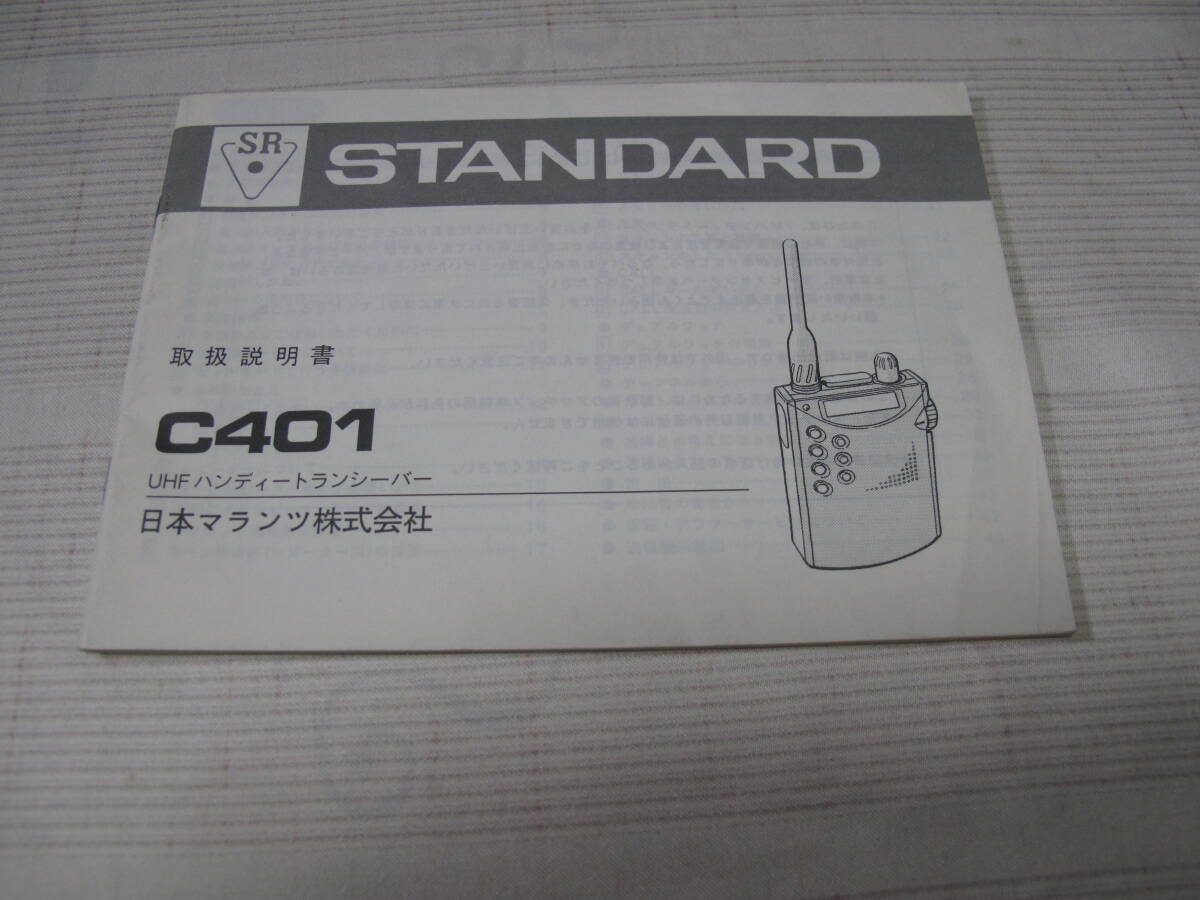 SR STANDARD
取扱説明書
C401
UHF ハンディートランシーバー
日本マランツ株式会社